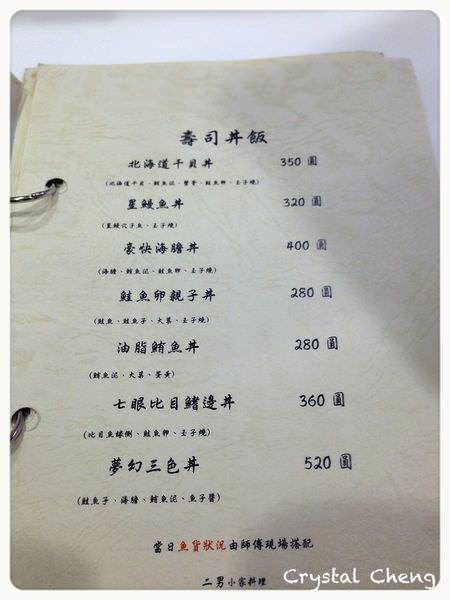 壽司丼飯
北海道干貝丼 350 圓
(北海道干貝、鮪魚泥、蟹膏、鮭魚卵、玉子燒)
星鰻魚丼 320 圓
(星鰻穴子魚、玉子燒)
豪快海膽丼 400 圓
(海膽、鮪魚泥、鮭魚卵、玉子燒)
鮭魚卵親子丼 280 圓
(鮭魚、鮭魚子、大葉、玉子燒)
油脂鮪魚丼 280 圓
(鮪魚泥、大葉、蛋黃)
七眼比目鰭邊丼 360 圓
(比目魚緣側、鮭魚卵、玉子燒)
夢幻三色丼 520 圓
(鮭魚子、海膽、鮪魚泥、魚子醬)
當日魚貨狀況由師傅現場搭配
二男小家料理
Crystal Cheng